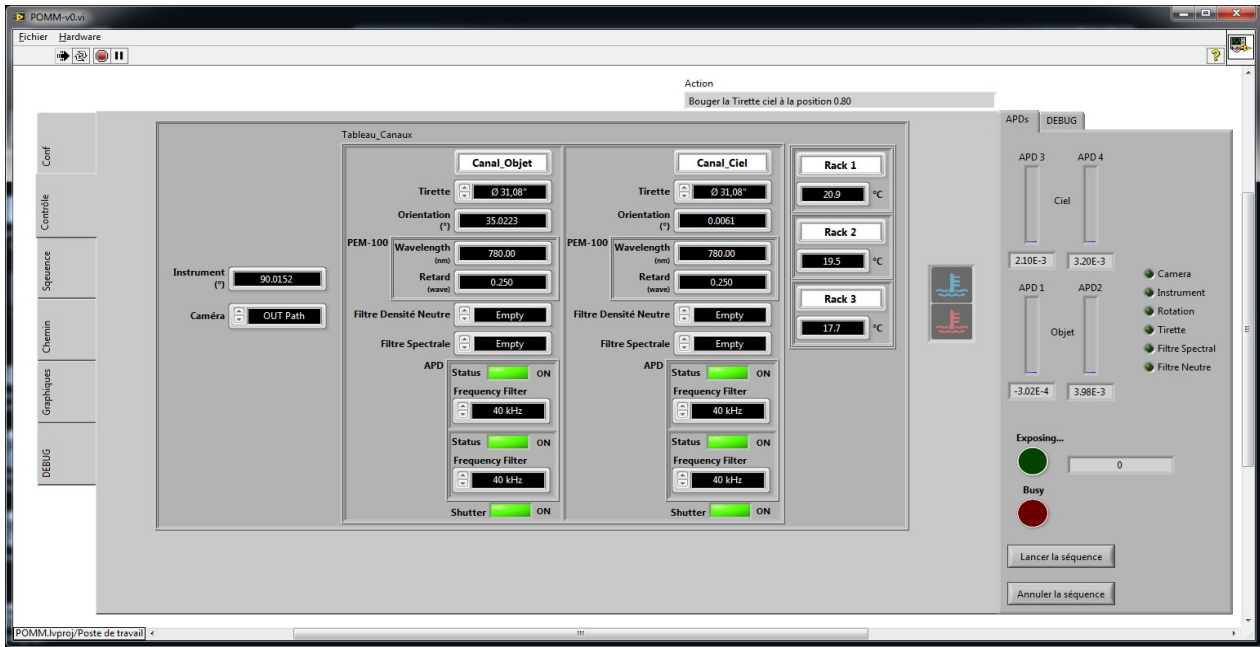 POMM-v0.vi
Fichier Hardware
Action
Bouger la Tirette ciel à la position 0.80
Conf
Contrôle
Sqeuence
Chemin
Graphiques
DEBUG
Instrument
(°)
90.0152
Caméra OUT Path
Tableau_Canaux
Canal_Objet
Tirette Ø 31,08"
Orientation
(°)
35.0223
PEM-100
Wavelength
(nm)
780.00
Retard
(wave)
0.250
Filtre Densité Neutre Empty
Filtre Spectrale Empty
APD
Status ON
Frequency Filter
40 kHz
Status ON
Frequency Filter
40 kHz
Shutter ON
Canal_Ciel
Tirette Ø 31,08"
Orientation
(°)
0.0061
PEM-100
Wavelength
(nm)
780.00
Retard
(wave)
0.250
Filtre Densité Neutre Empty
Filtre Spectrale Empty
APD
Status ON
Frequency Filter
40 kHz
Status ON
Frequency Filter
40 kHz
Shutter ON
Rack 1
20.9 °C
Rack 2
19.5 °C
Rack 3
17.7 °C
APDs DEBUG
APD 3 APD 4
Ciel
2.10E-3 3.20E-3
APD 1 APD2
Objet
-3.02E-4 3.98E-3
Camera
Instrument
Rotation
Tirette
Filtre Spectral
Filtre Neutre
Exposing...
0
Busy
Lancer la séquence
Annuler la séquence
POMM.lvproj/Poste de travail